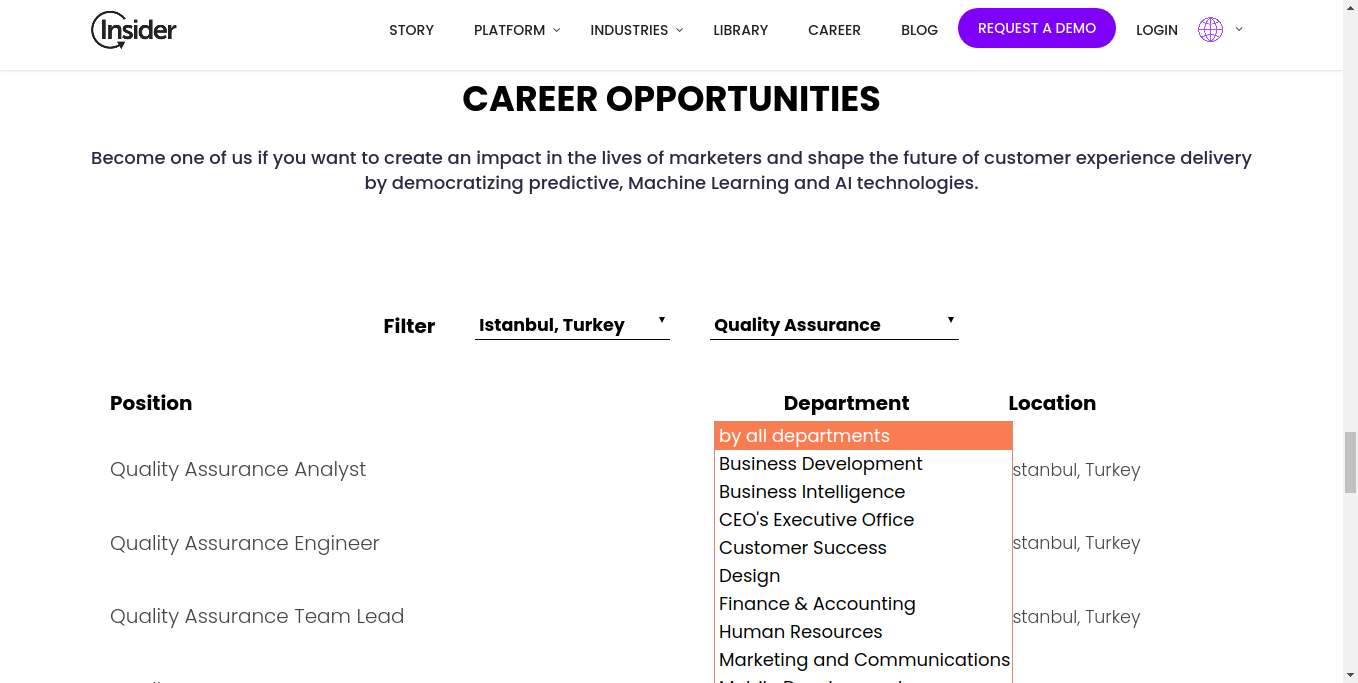 Insider
STORY PLATFORM INDUSTRIES LIBRARY CAREER BLOG REQUEST A DEMO LOGIN
CAREER OPPORTUNITIES
Become one of us if you want to create an impact in the lives of marketers and shape the future of customer experience delivery
by democratizing predictive, Machine Learning and AI technologies.
Filter Istanbul, Turkey Quality Assurance
Position Department Location
by all departments
Business Development
Quality Assurance Analyst stanbul, Turkey
Business Intelligence
CEO's Executive Office
Quality Assurance Engineer stanbul, Turkey
Customer Success
Design
Finance & Accounting
Quality Assurance Team Lead stanbul, Turkey
Human Resources
Marketing and Communications